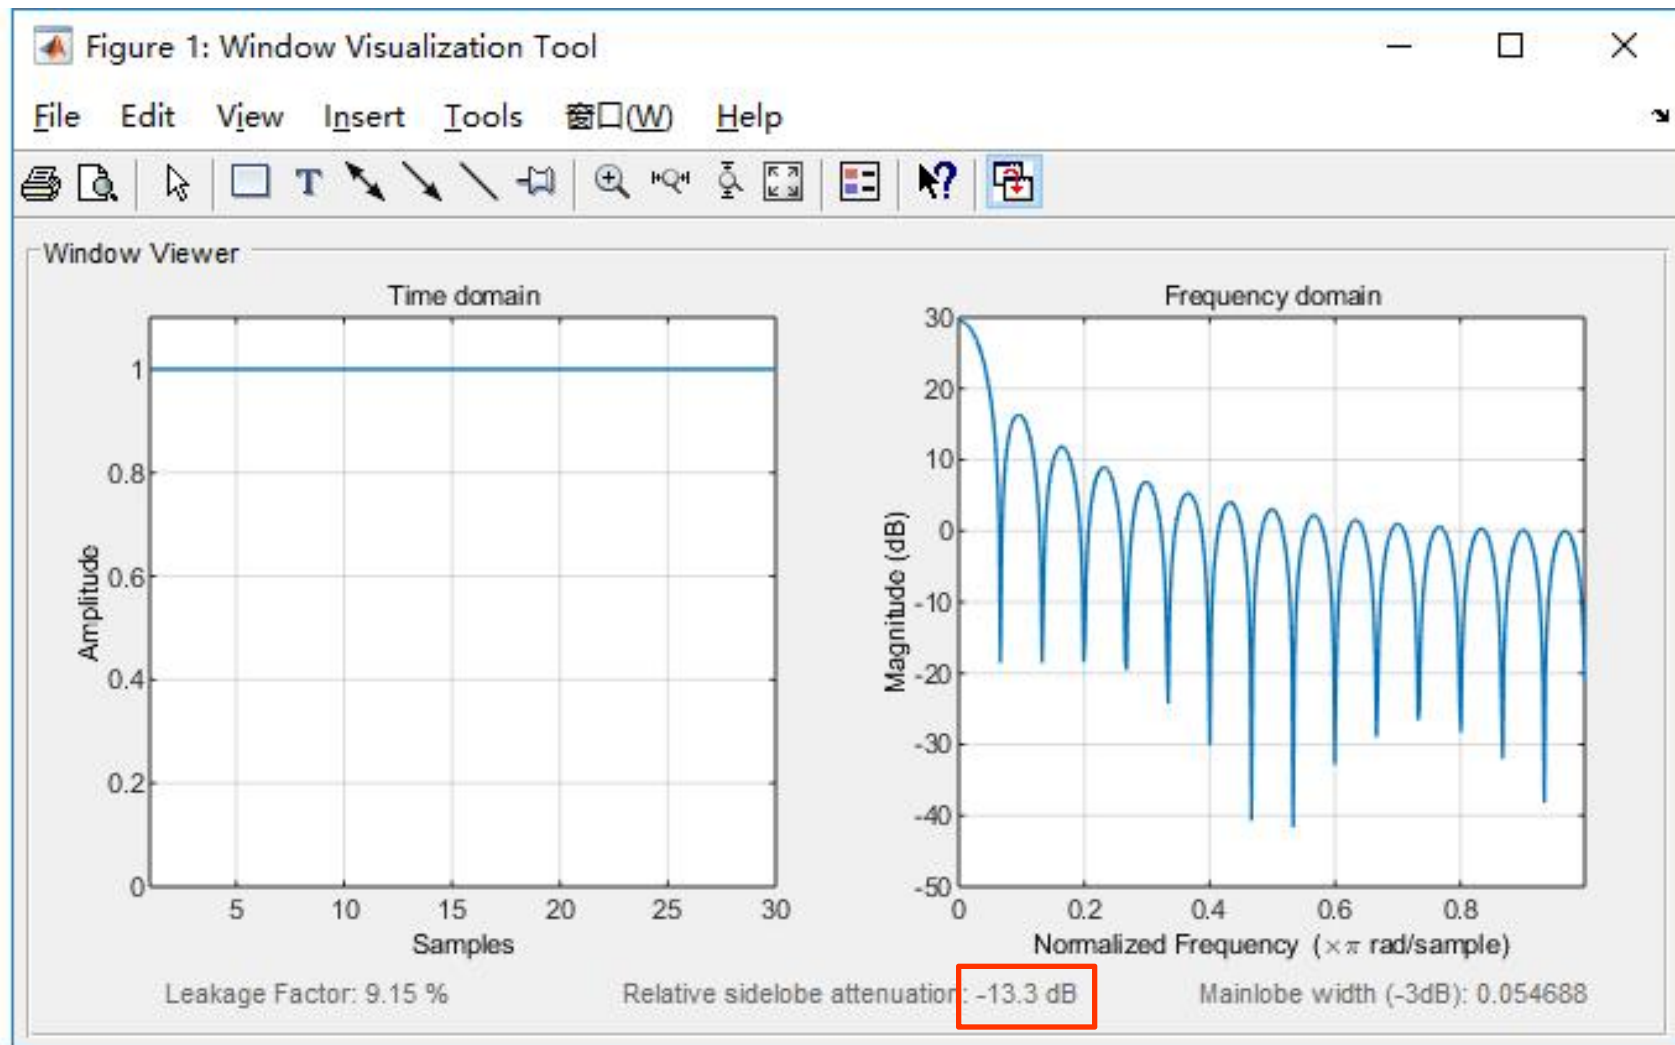 Figure 1: Window Visualization Tool
File Edit View Insert Tools 窗口(W) Help
Window Viewer
Time domain
1
0.8
0.6
0.4
0.2
0
Amplitude
5 10 15 20 25 30
Samples
Frequency domain
30
20
10
0
-10
-20
-30
-40
-50
Magnitude (dB)
0 0.2 0.4 0.6 0.8
Normalized Frequency (×π rad/sample)
Leakage Factor: 9.15 % Relative sidelobe attenuation: -13.3 dB Mainlobe width (-3dB): 0.054688